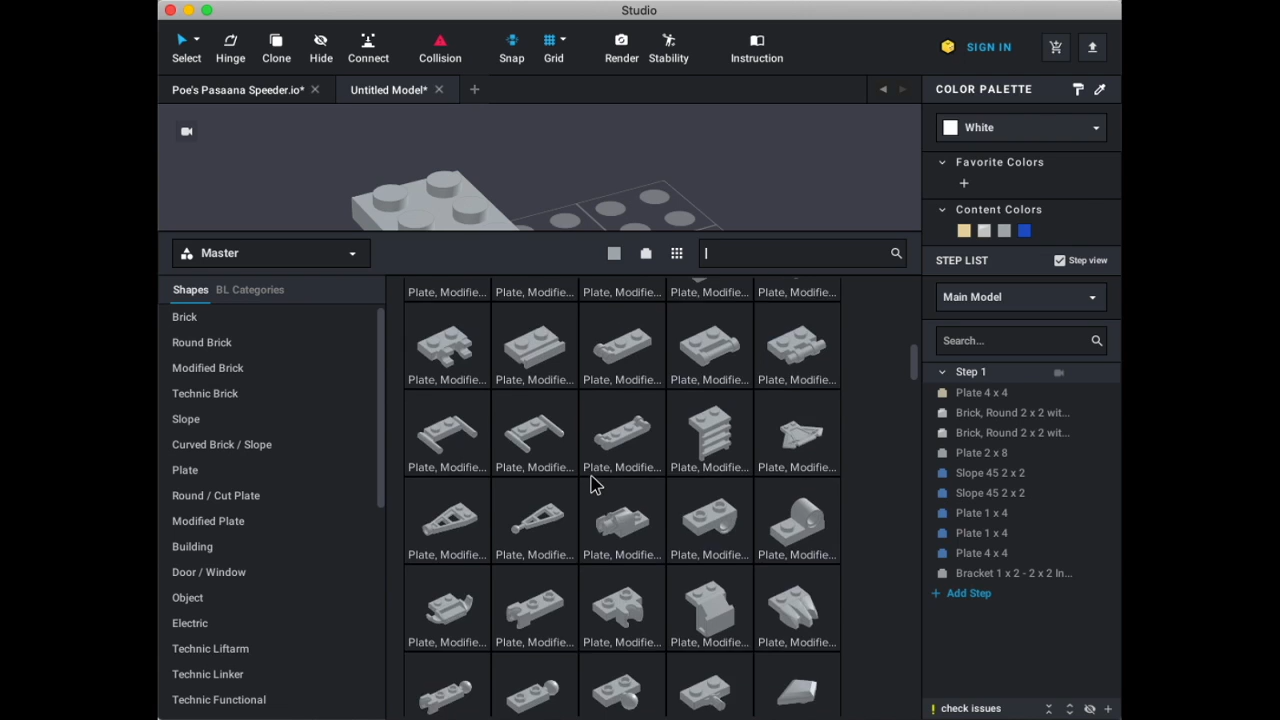 Studio
Select Hinge Clone Hide Connect Collision Snap Grid Render Stability Instruction SIGN IN
Poe's Pasaana Speeder.io* Untitled Model*
COLOR PALETTE
White
Favorite Colors
Content Colors
Master
STEP LIST Step view
Main Model
Search...
Shapes BL Categories
Brick
Round Brick
Modified Brick
Technic Brick
Slope
Curved Brick / Slope
Plate
Round / Cut Plate
Modified Plate
Building
Door / Window
Object
Electric
Technic Liftarm
Technic Linker
Technic Functional
Plate, Modifie... Plate, Modifie... Plate, Modifie... Plate, Modifie... Plate, Modifie...
Plate, Modifie... Plate, Modifie... Plate, Modifie... Plate, Modifie... Plate, Modifie...
Plate, Modifie... Plate, Modifie... Plate, Modifie... Plate, Modifie... Plate, Modifie...
Plate, Modifie... Plate, Modifie... Plate, Modifie... Plate, Modifie... Plate, Modifie...
Plate, Modifie... Plate, Modifie... Plate, Modifie... Plate, Modifie... Plate, Modifie...
Step 1
Plate 4 x 4
Brick, Round 2 x 2 wit...
Brick, Round 2 x 2 wit...
Plate 2 x 8
Slope 45 2 x 2
Slope 45 2 x 2
Plate 1 x 4
Plate 1 x 4
Plate 4 x 4
Bracket 1 x 2 - 2 x 2 In...
+ Add Step
check issues